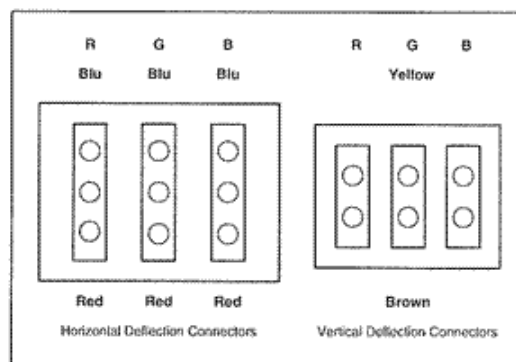 R G B
Blu Blu Blu
Red Red Red
Horizontal Deflection Connectors
R G B
Yellow
Brown
Vertical Deflection Connectors